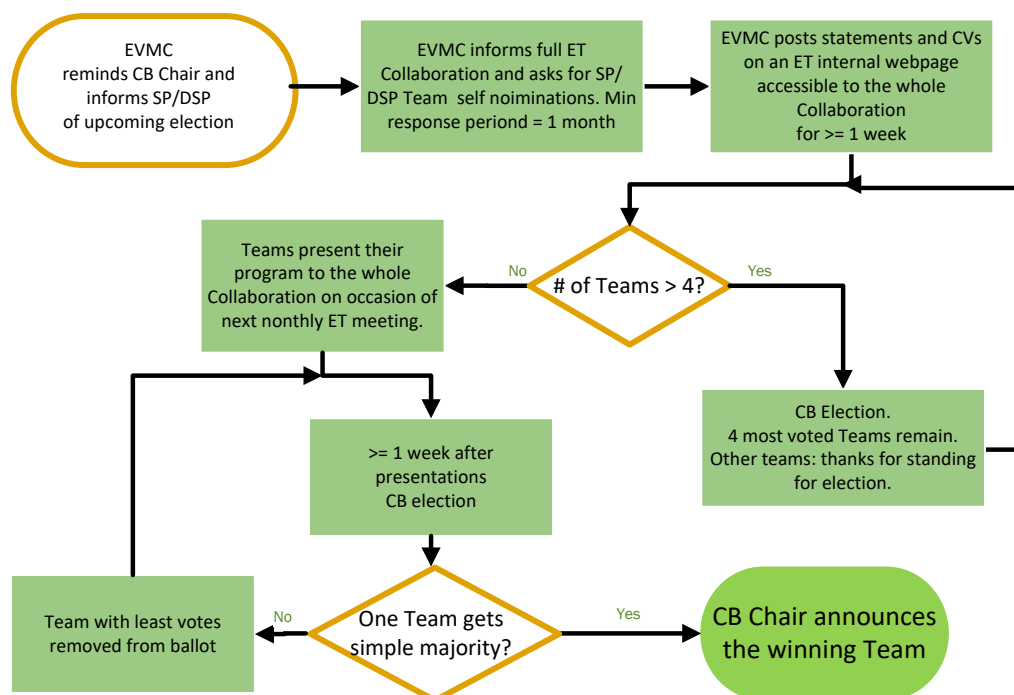 EVMC
reminds CB Chair and
informs SP/DSP
of upcoming election
EVMC informs full ET
Collaboration and asks for SP/
DSP Team self noiminations. Min
response periond = 1 month
EVMC posts statements and CVs
on an ET internal webpage
accessible to the whole
Collaboration
for >= 1 week
# of Teams > 4?
No
Yes
Teams present their
program to the whole
Collaboration on occasion of
next nonthly ET meeting.
CB Election.
4 most voted Teams remain.
Other teams: thanks for standing
for election.
>= 1 week after
presentations
CB election
One Team gets
simple majority?
No
Yes
Team with least votes
removed from ballot
CB Chair announces
the winning Team